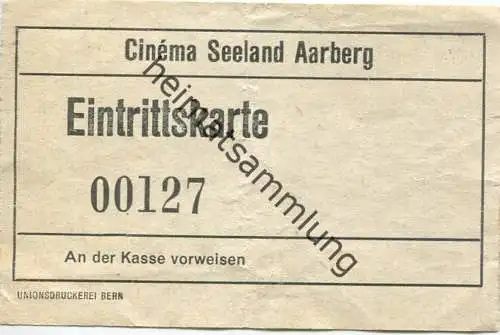 Cinéma Seeland Aarberg
Eintrittskarte
00127
An der Kasse vorweisen
UNIONSDRUCKEREI BERN
heimatsammlung